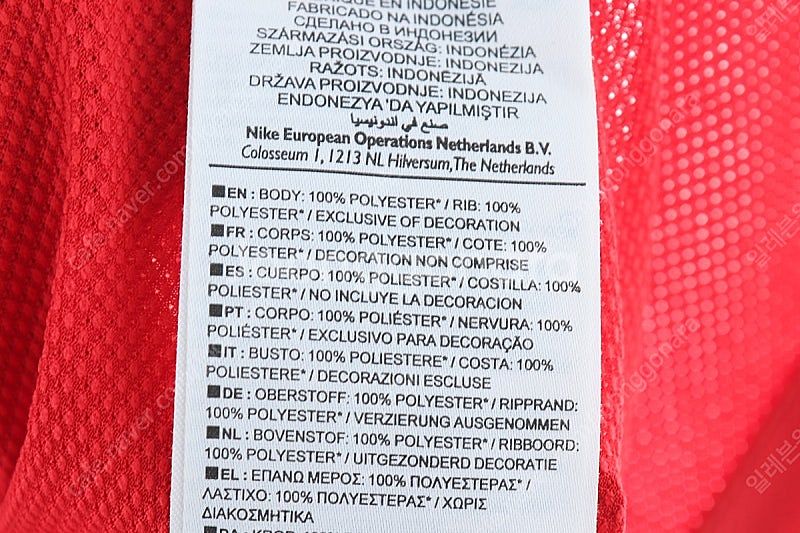 FABRIQUÉ EN INDONÉSIE
FABRICADO NA INDONÉSIA
СДЕЛАНО В ИНДОНЕЗИИ
SZÁRMAZÁSI ORSZÁG: INDONÉZIA
ZEMLJA PROIZVODNJE: INDONEZIJA
RAŽOTS: INDONĒZIJĀ
DRŽAVA PROIZVODNJE: INDONEZIJA
ENDONEZYA 'DA YAPILMIŞTIR
صنع في اندونيسيا
Nike European Operations Netherlands B.V.
Colosseum 1, 1213 NL Hilversum, The Netherlands
EN : BODY: 100% POLYESTER* / RIB: 100%
POLYESTER* / EXCLUSIVE OF DECORATION
FR : CORPS: 100% POLYESTER* / COTE: 100%
POLYESTER* / DECORATION NON COMPRISE
ES : CUERPO: 100% POLIESTER* / COSTILLA: 100%
POLIESTER* / NO INCLUYE LA DECORACION
PT : CORPO: 100% POLIÉSTER* / NERVURA: 100%
POLIÉSTER* / EXCLUSIVO PARA DECORAÇÃO
IT : BUSTO: 100% POLIESTERE* / COSTA: 100%
POLIESTERE* / DECORAZIONI ESCLUSE
DE : OBERSTOFF: 100% POLYESTER* / RIPPRAND:
100% POLYESTER* / VERZIERUNG AUSGENOMMEN
NL : BOVENSTOF: 100% POLYESTER* / RIBBOORD:
100% POLYESTER* / UITGEZONDERD DECORATIE
EL : ΕΠΑΝΩ ΜΕΡΟΣ: 100% ΠΟΛΥΕΣΤΕΡΑΣ* /
ΛΑΣΤΙΧΟ: 100% ΠΟΛΥΕΣΤΕΡΑΣ* / ΧΩΡΙΣ
ΔΙΑΚΟΣΜΗΤΙΚΑ